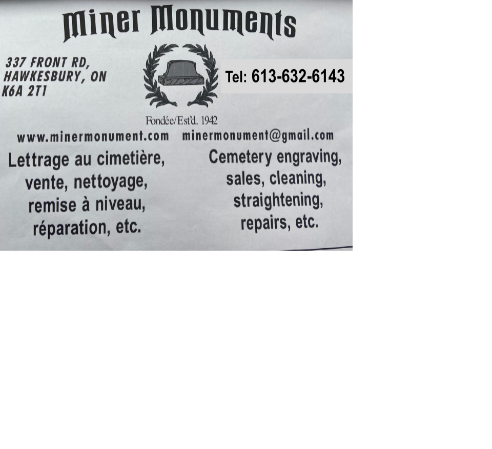 Miner Monuments
337 FRONT RD,
HAWKESBURY, ON
K6A 2T1
Tel: 613-632-6143
Fondée/Est'd. 1942
www.minermonument.com minermonument@gmail.com
Lettrage au cimetière,
vente, nettoyage,
remise à niveau,
réparation, etc.
Cemetery engraving,
sales, cleaning,
straightening,
repairs, etc.